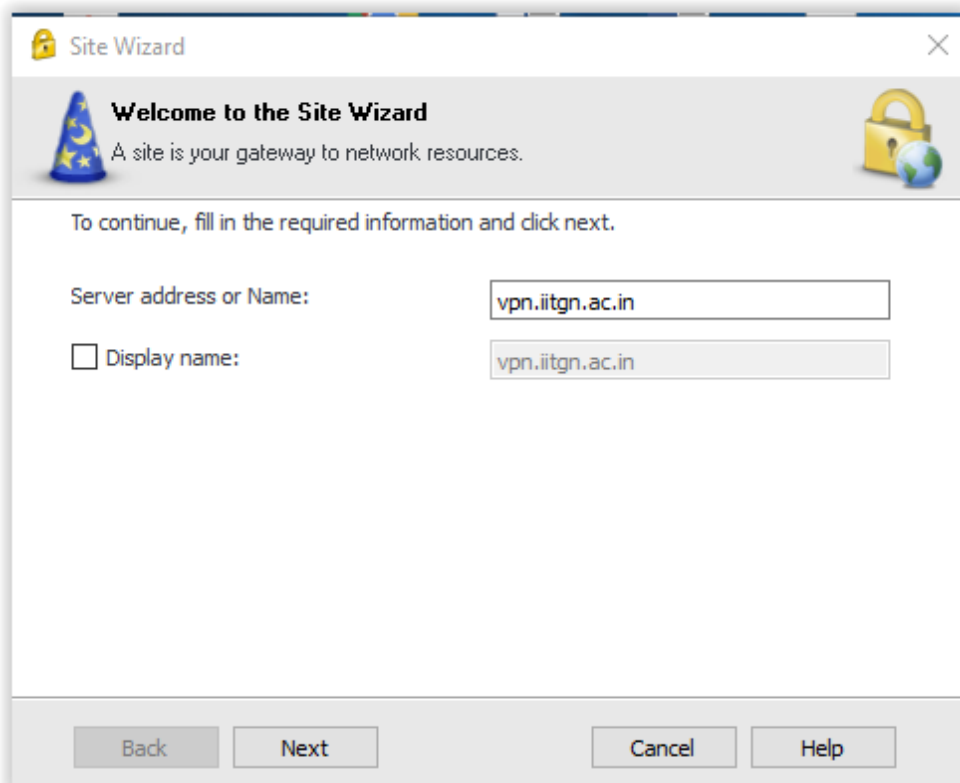 Site Wizard
Welcome to the Site Wizard
A site is your gateway to network resources.
To continue, fill in the required information and click next.
Server address or Name: vpn.iitgn.ac.in
Display name: vpn.iitgn.ac.in
Back Next Cancel Help